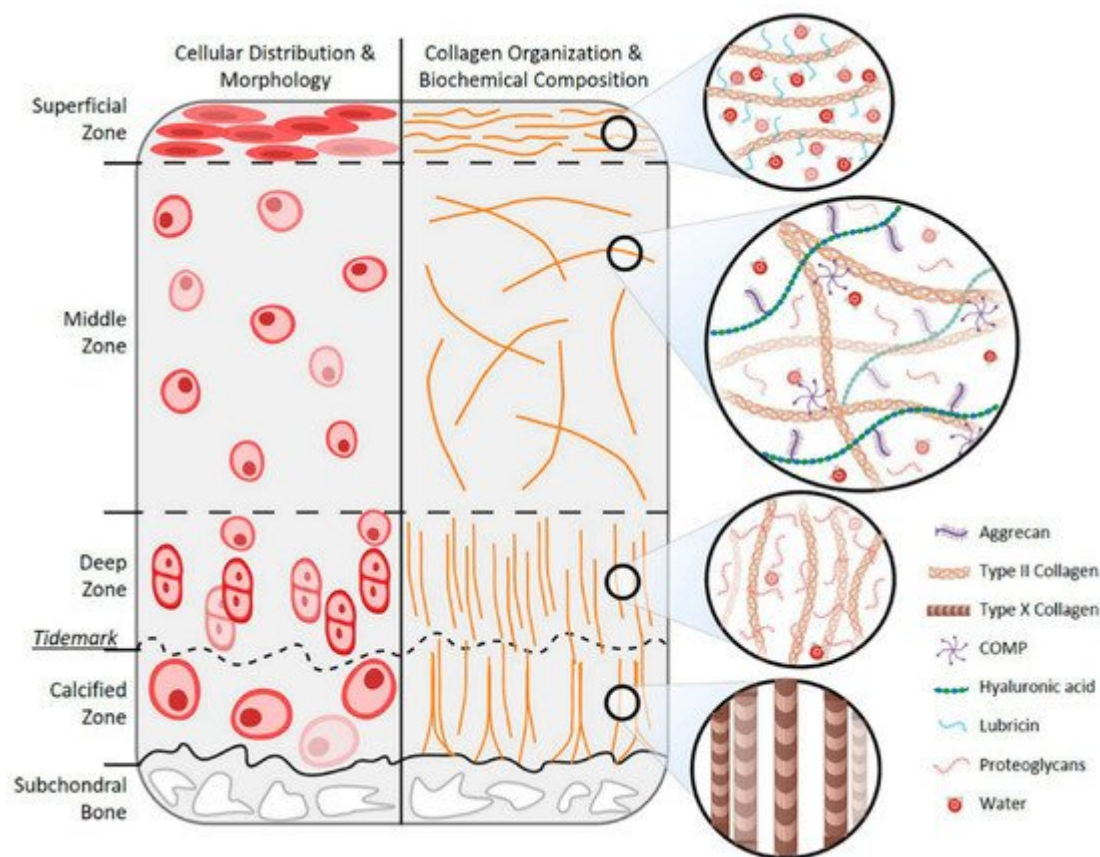 Cellular Distribution &
Morphology
Collagen Organization &
Biochemical Composition
Superficial
Zone
Middle
Zone
Deep
Zone
Tidemark
Calcified
Zone
Subchondral
Bone
Aggrecan
Type II Collagen
Type X Collagen
COMP
Hyaluronic acid
Lubricin
Proteoglycans
Water